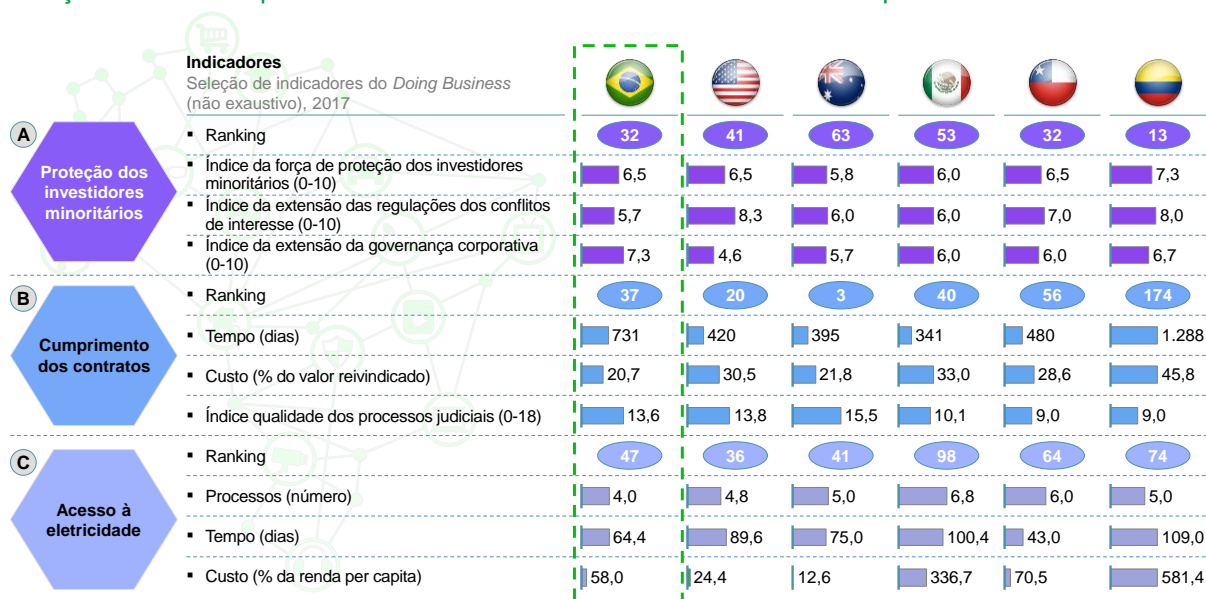 Indicadores
Seleção de indicadores do Doing Business
(não exaustivo), 2017
A
Proteção dos
investidores
minoritários
▪ Ranking
32 41 63 53 32 13
▪ Índice da força de proteção dos investidores
minoritários (0-10)
6,5 6,5 5,8 6,0 6,5 7,3
▪ Índice da extensão das regulações dos conflitos
de interesse (0-10)
5,7 8,3 6,0 6,0 7,0 8,0
▪ Índice da extensão da governança corporativa
(0-10)
7,3 4,6 5,7 6,0 6,0 6,7
B
Cumprimento
dos contratos
▪ Ranking
37 20 3 40 56 174
▪ Tempo (dias)
731 420 395 341 480 1.288
▪ Custo (% do valor reivindicado)
20,7 30,5 21,8 33,0 28,6 45,8
▪ Índice qualidade dos processos judiciais (0-18)
13,6 13,8 15,5 10,1 9,0 9,0
C
Acesso à
eletricidade
▪ Ranking
47 36 41 98 64 74
▪ Processos (número)
4,0 4,8 5,0 6,8 6,0 5,0
▪ Tempo (dias)
64,4 89,6 75,0 100,4 43,0 109,0
▪ Custo (% da renda per capita)
58,0 24,4 12,6 336,7 70,5 581,4